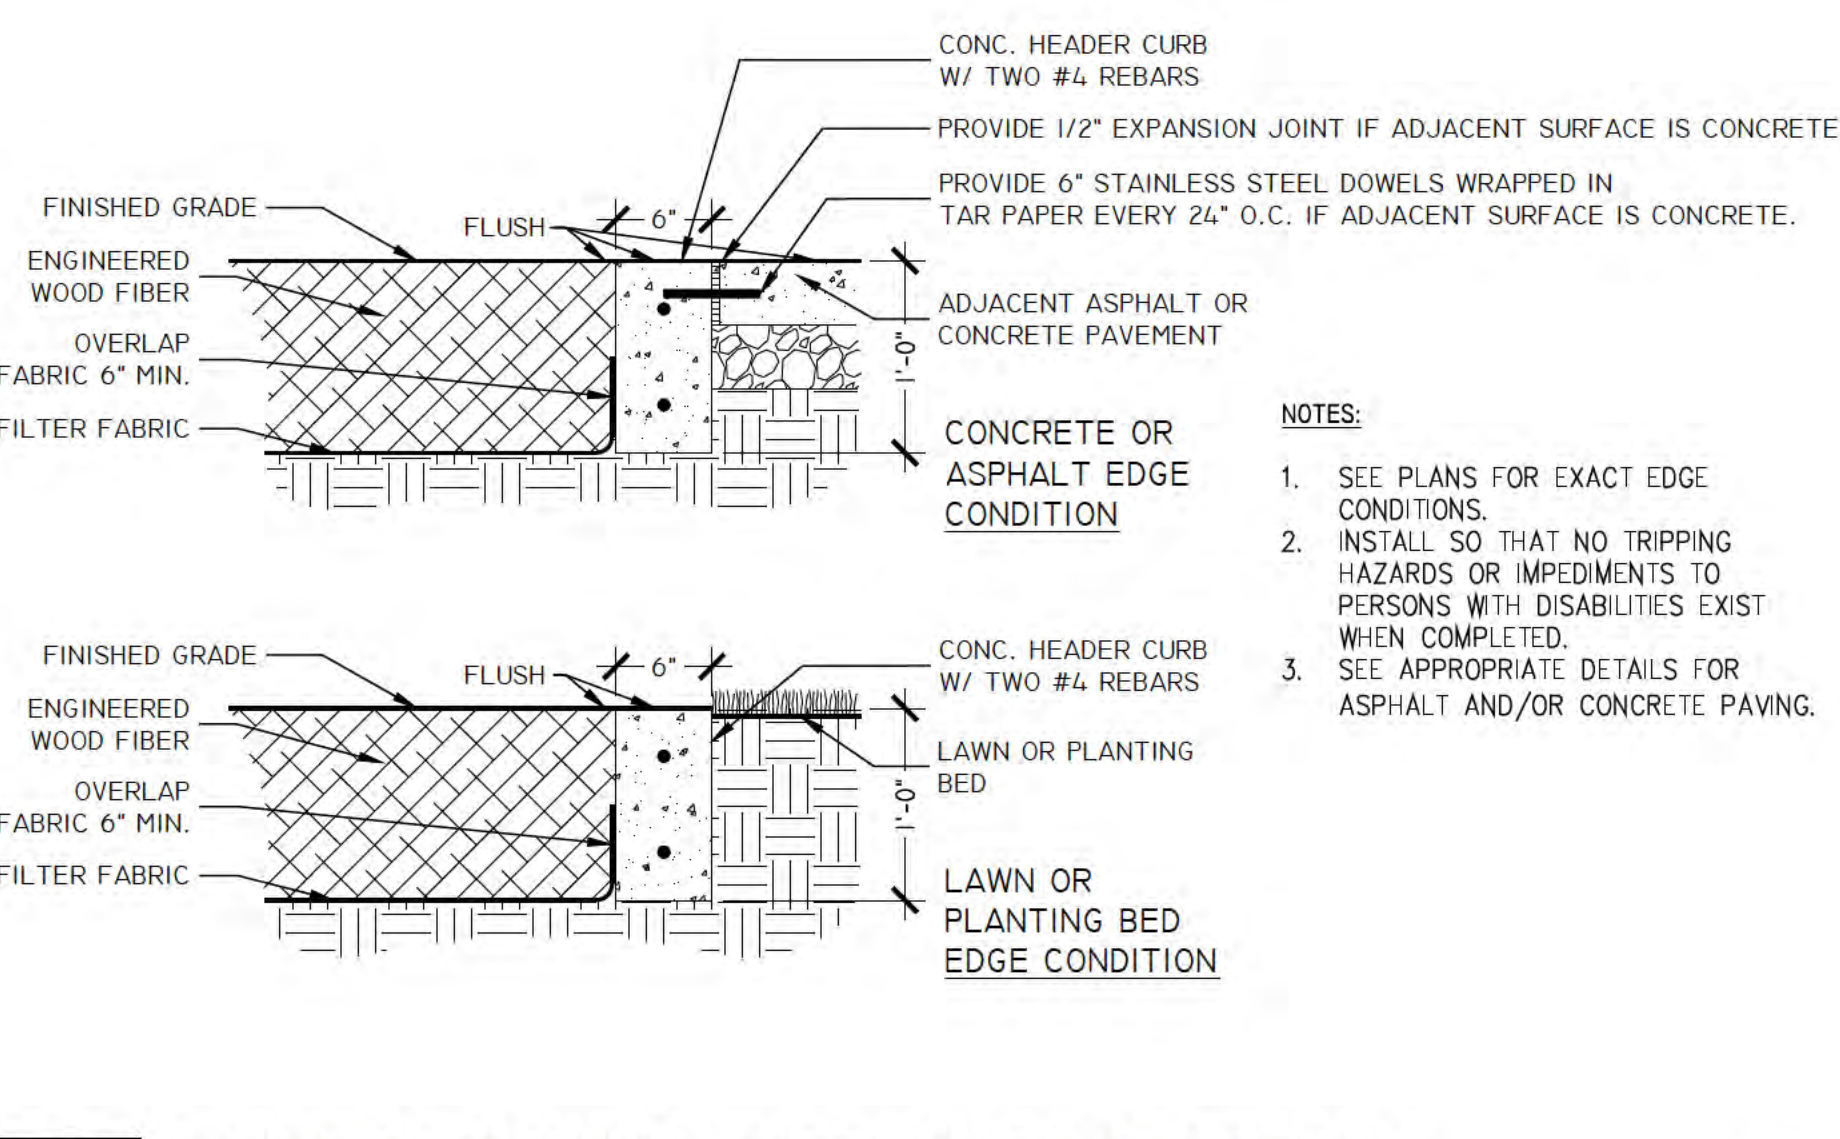 CONC. HEADER CURB
W/ TWO #4 REBARS
PROVIDE 1/2" EXPANSION JOINT IF ADJACENT SURFACE IS CONCRETE
PROVIDE 6" STAINLESS STEEL DOWELS WRAPPED IN
TAR PAPER EVERY 24" O.C. IF ADJACENT SURFACE IS CONCRETE.
FINISHED GRADE
FLUSH
6"
ENGINEERED
WOOD FIBER
OVERLAP
FABRIC 6" MIN.
FILTER FABRIC
ADJACENT ASPHALT OR
CONCRETE PAVEMENT
1'-0"
CONCRETE OR
ASPHALT EDGE
CONDITION
NOTES:
1. SEE PLANS FOR EXACT EDGE
CONDITIONS.
2. INSTALL SO THAT NO TRIPPING
HAZARDS OR IMPEDIMENTS TO
PERSONS WITH DISABILITIES EXIST
WHEN COMPLETED.
3. SEE APPROPRIATE DETAILS FOR
ASPHALT AND/OR CONCRETE PAVING.
FINISHED GRADE
FLUSH
6"
CONC. HEADER CURB
W/ TWO #4 REBARS
ENGINEERED
WOOD FIBER
OVERLAP
FABRIC 6" MIN.
FILTER FABRIC
LAWN OR PLANTING
BED
1'-0"
LAWN OR
PLANTING BED
EDGE CONDITION